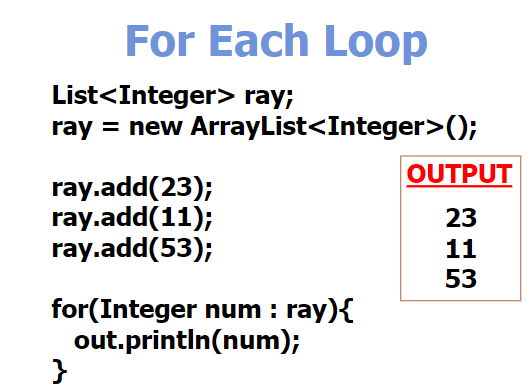 For Each Loop
List<Integer> ray;
ray = new ArrayList<Integer>();
ray.add(23);
ray.add(11);
ray.add(53);
for(Integer num : ray){
out.println(num);
}
OUTPUT
23
11
53